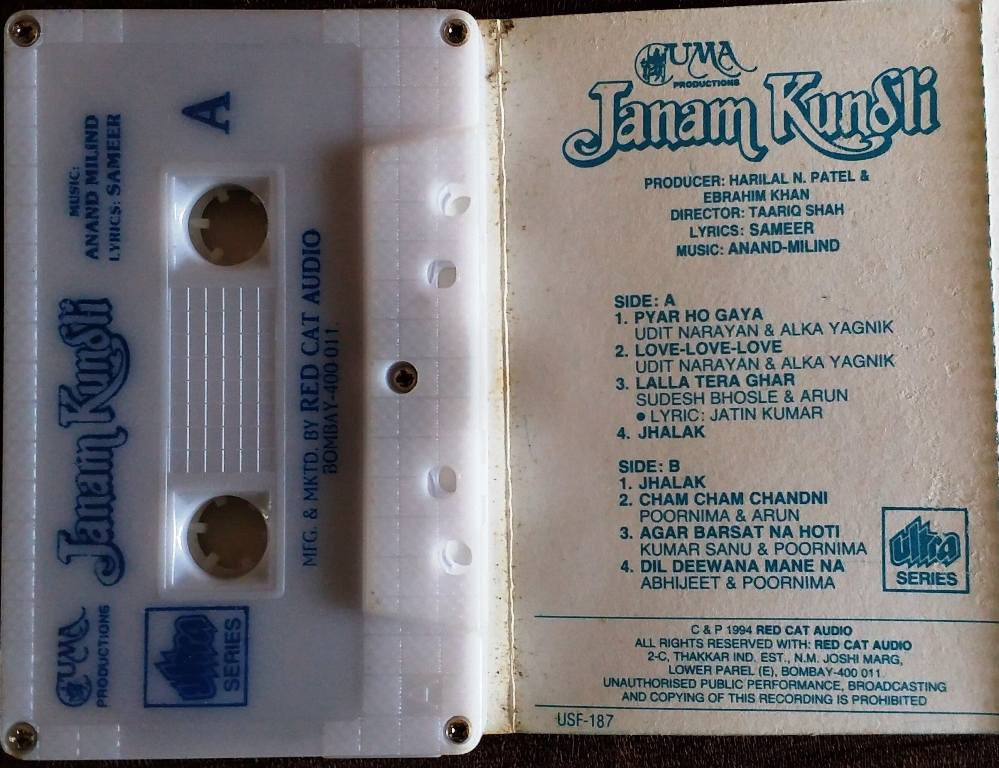 A
MUSIC:
ANAND MILIND
LYRICS: SAMEER
Janam Kundli
UMA
PRODUCTIONS
ultra
SERIES
MFG. & MKTD. BY RED CAT AUDIO
BOMBAY-400 011.
UMA
PRODUCTIONS
Janam Kundli
PRODUCER: HARILAL N. PATEL &
EBRAHIM KHAN
DIRECTOR: TAARIQ SHAH
LYRICS: SAMEER
MUSIC: ANAND-MILIND
SIDE: A
1. PYAR HO GAYA
UDIT NARAYAN & ALKA YAGNIK
2. LOVE-LOVE-LOVE
UDIT NARAYAN & ALKA YAGNIK
3. LALLA TERA GHAR
SUDESH BHOSLE & ARUN
● LYRIC: JATIN KUMAR
4. JHALAK
SIDE: B
1. JHALAK
2. CHAM CHAM CHANDNI
POORNIMA & ARUN
3. AGAR BARSAT NA HOTI
KUMAR SANU & POORNIMA
4. DIL DEEWANA MANE NA
ABHIJEET & POORNIMA
ultra
SERIES
C & P 1994 RED CAT AUDIO
ALL RIGHTS RESERVED WITH: RED CAT AUDIO
2-C, THAKKAR IND. EST., N.M. JOSHI MARG,
LOWER PAREL (E), BOMBAY-400 011.
UNAUTHORISED PUBLIC PERFORMANCE, BROADCASTING
AND COPYING OF THIS RECORDING IS PROHIBITED
USF-187